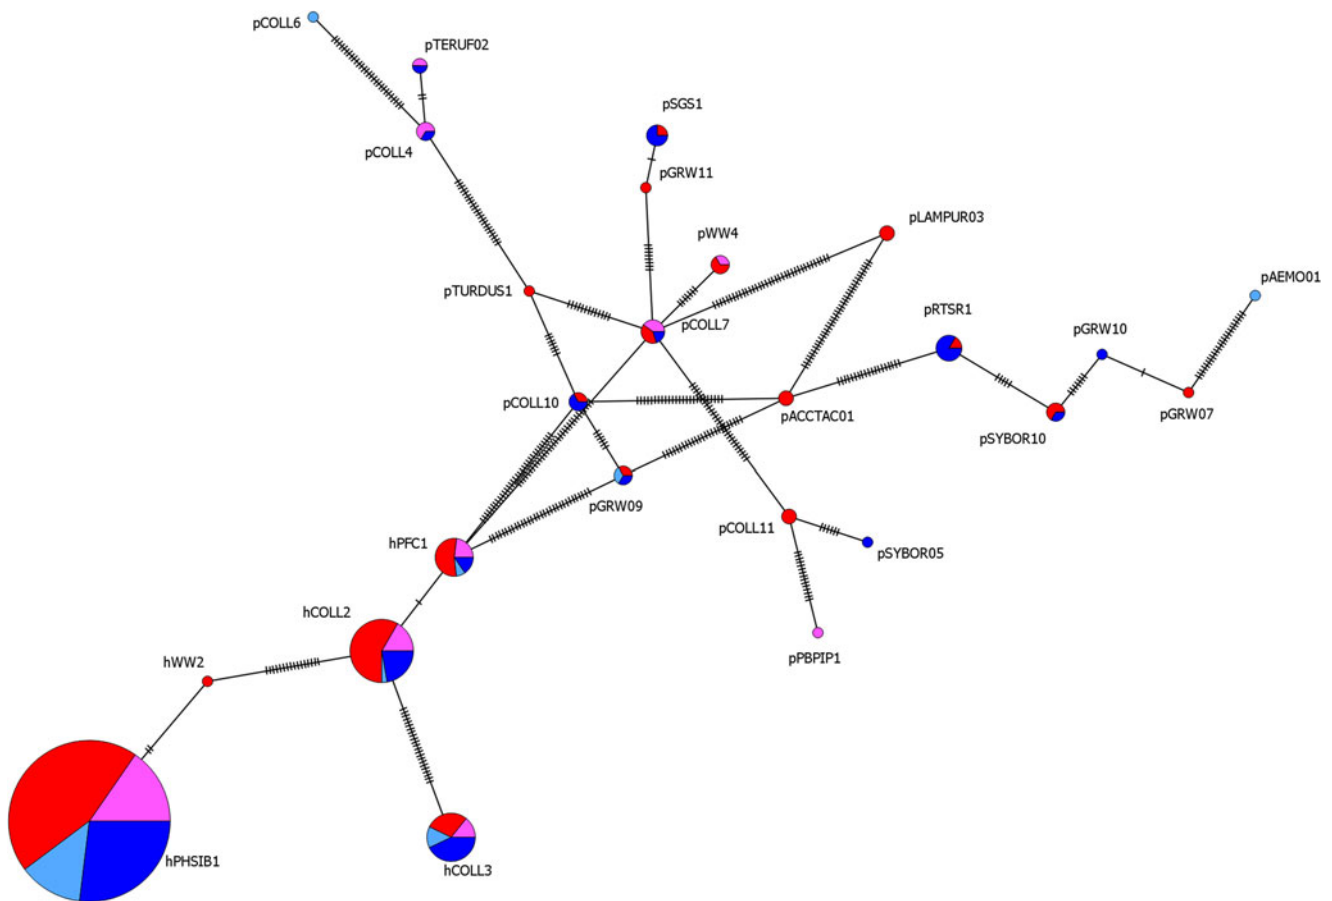 pCOLL6
pTERUF02
pSGS1
pCOLL4
pGRW11
pLAMPUR03
pWW4
pAEMO01
pTURDUS1
pRTSR1
pCOLL7
pGRW10
pCOLL10
pACCTAC01
pGRW07
pSYBOR10
pGRW09
pCOLL11
hPFC1
pSYBOR05
hCOLL2
pPBPIP1
hWW2
hPHSIB1
hCOLL3